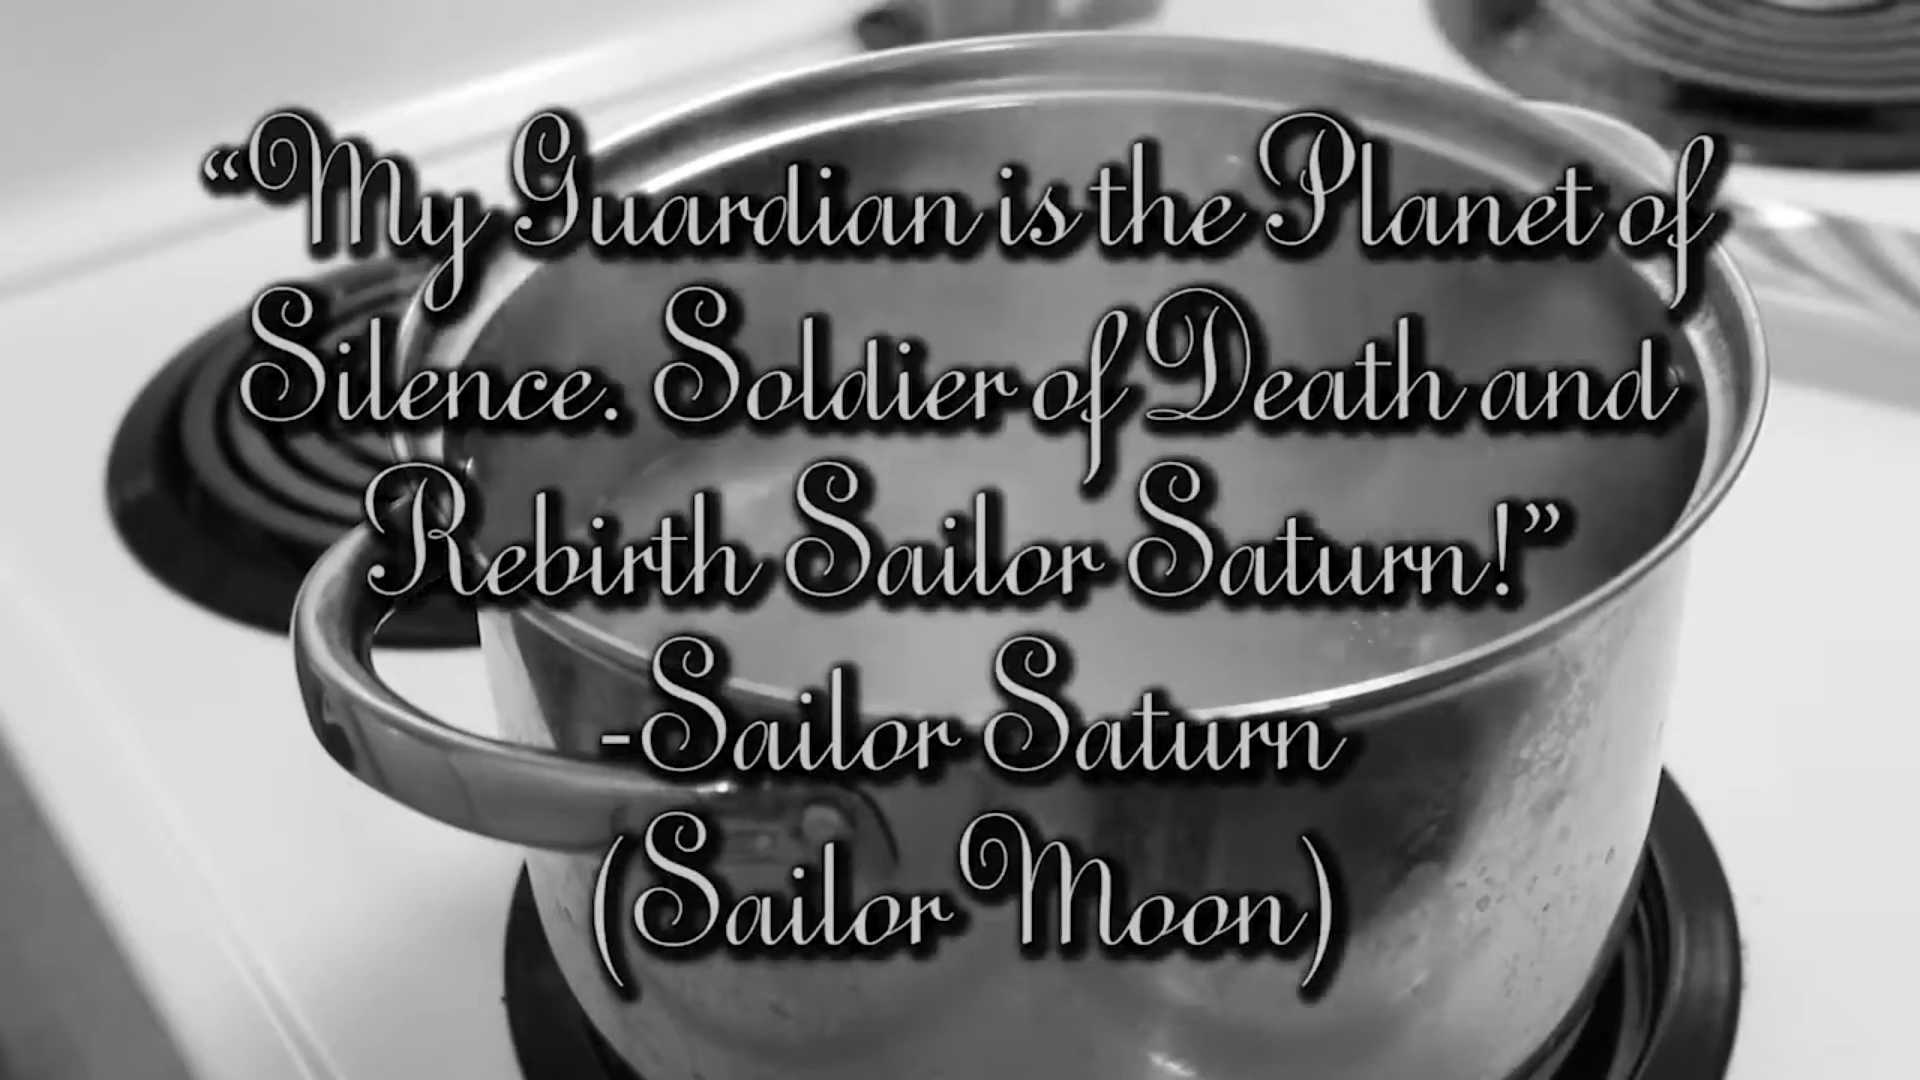 “My Guardian is the Planet of
Silence. Soldier of Death and
Rebirth Sailor Saturn!”
-Sailor Saturn
(Sailor Moon)